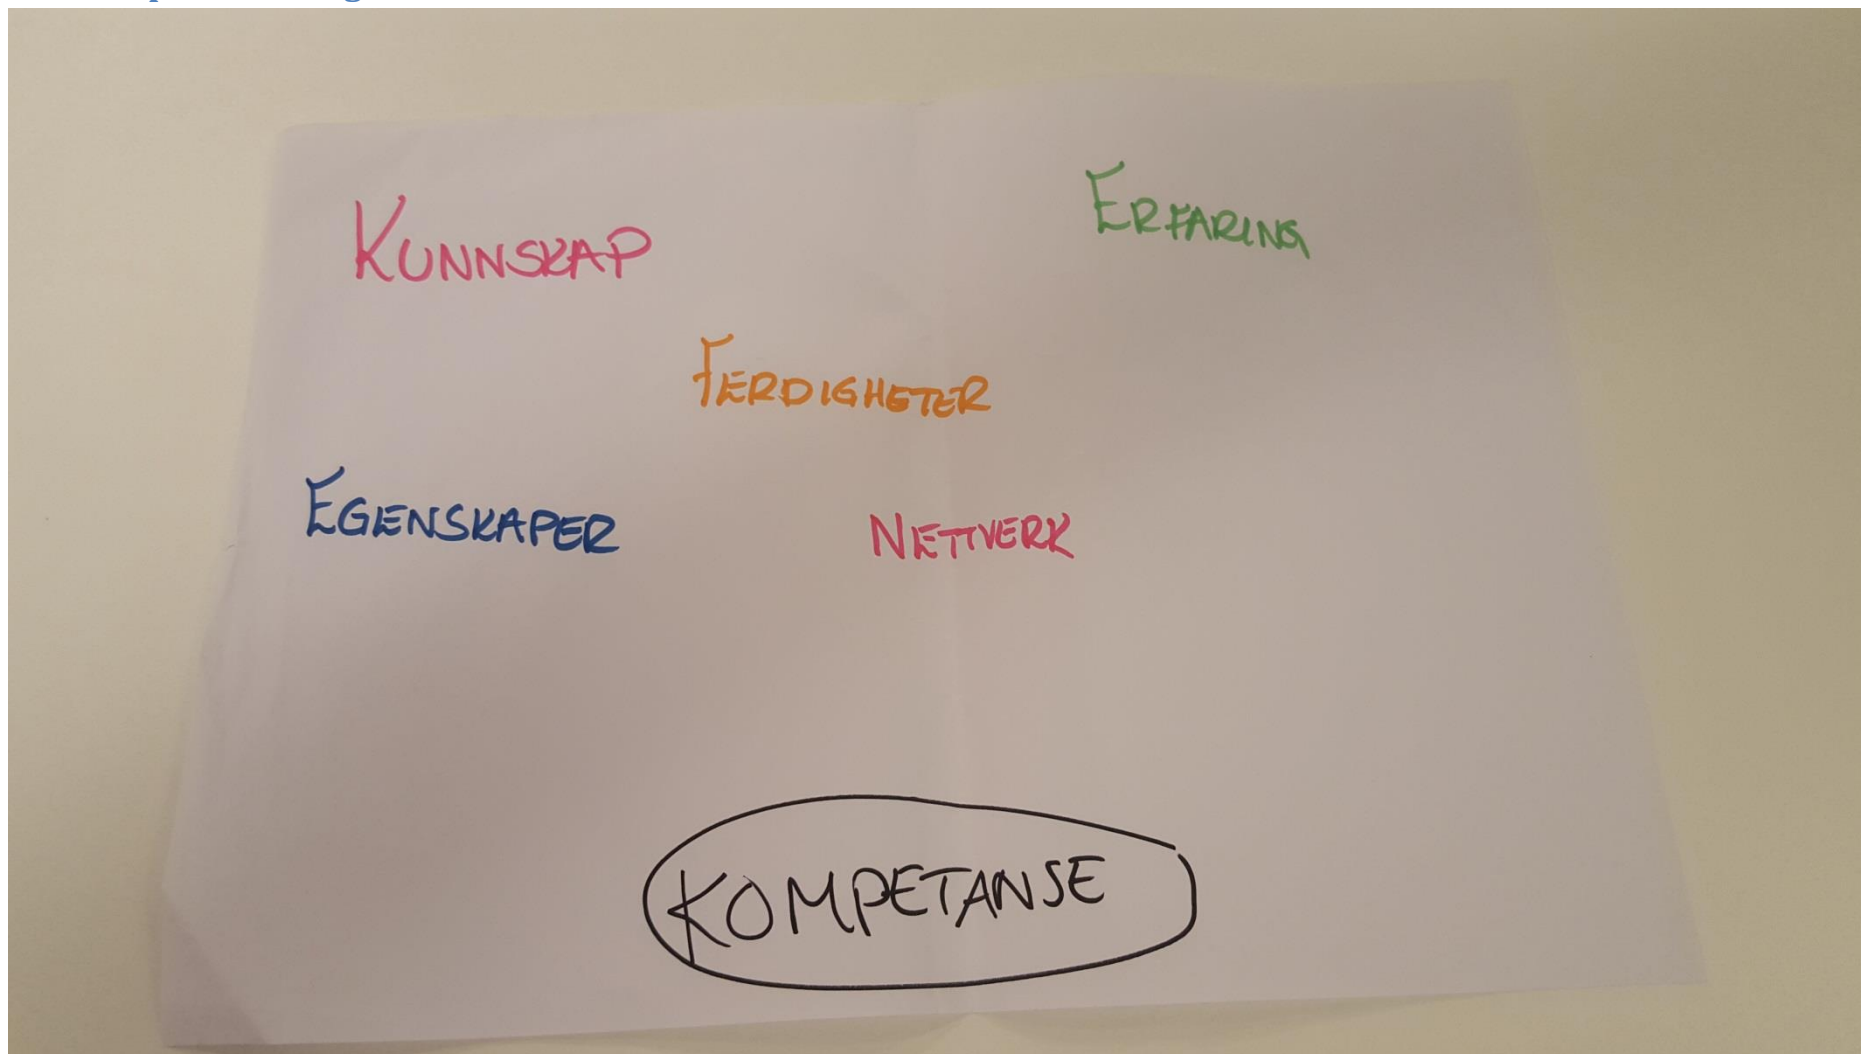 KUNNSKAP
ERFARING
FERDIGHETER
EGENSKAPER
NETTVERK
KOMPETANSE